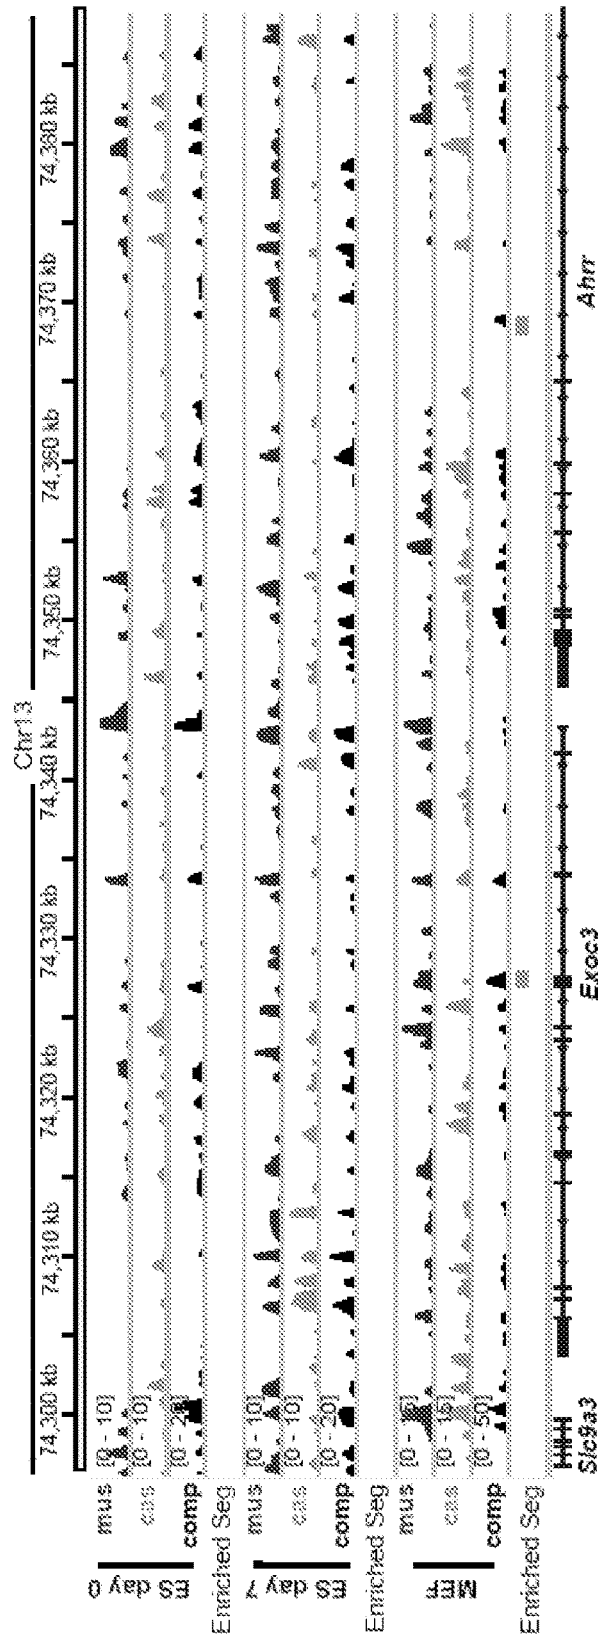 Chr13
74,300 kb 74,310 kb 74,320 kb 74,330 kb 74,340 kb 74,350 kb 74,360 kb 74,370 kb 74,380 kb
ES day 0
mus [0 - 10]
cas [0 - 10]
comp [0 - 20]
Enriched Seg
ES day 7
mus [0 - 10]
cas [0 - 10]
comp [0 - 20]
Enriched Seg
MEF
mus [0 - 15]
cas [0 - 15]
comp [0 - 50]
Enriched Seg
Slc9a3 Exoc3 Ahrr